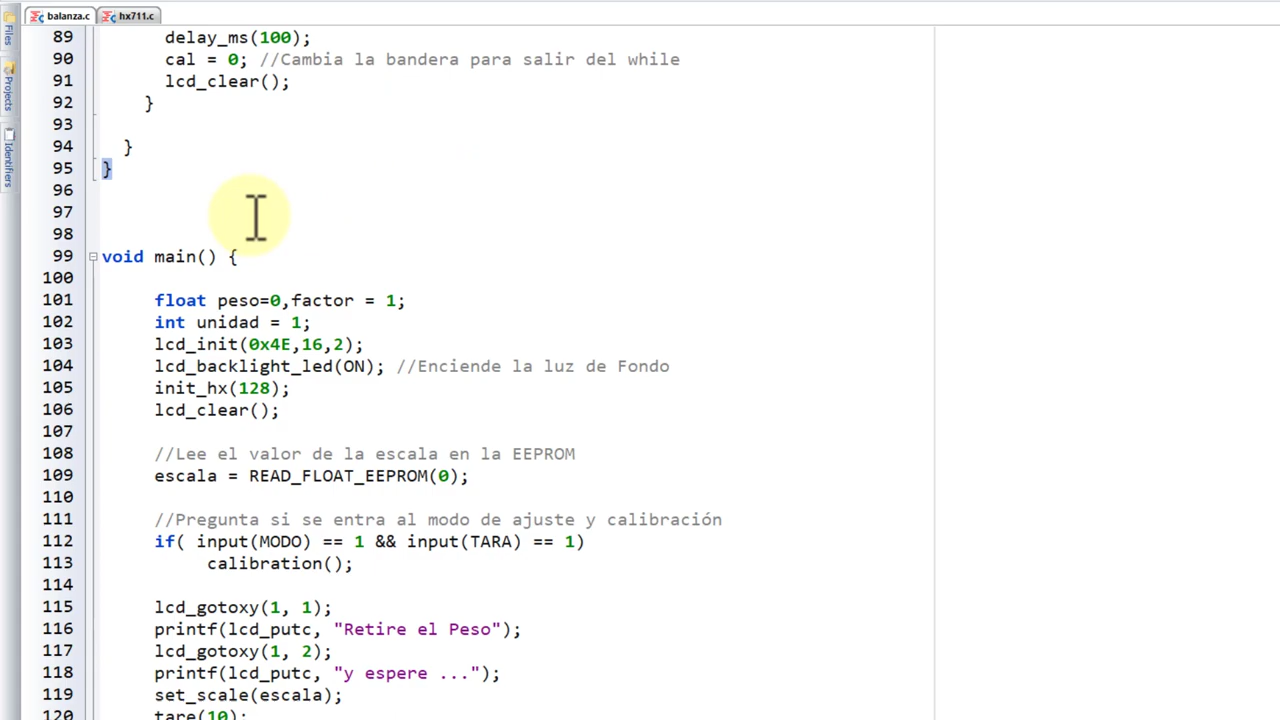 balanza.c hx711.c
Files
Projects
Identifiers
89 delay_ms(100);
90 cal = 0; //Cambia la bandera para salir del while
91 lcd_clear();
92 }
93
94 }
95 }
96
97
98
99 void main() {
100
101 float peso=0,factor = 1;
102 int unidad = 1;
103 lcd_init(0x4E,16,2);
104 lcd_backlight_led(ON); //Enciende la luz de Fondo
105 init_hx(128);
106 lcd_clear();
107
108 //Lee el valor de la escala en la EEPROM
109 escala = READ_FLOAT_EEPROM(0);
110
111 //Pregunta si se entra al modo de ajuste y calibración
112 if( input(MODO) == 1 && input(TARA) == 1)
113 calibration();
114
115 lcd_gotoxy(1, 1);
116 printf(lcd_putc, "Retire el Peso");
117 lcd_gotoxy(1, 2);
118 printf(lcd_putc, "y espere ...");
119 set_scale(escala);
120 tare(10);